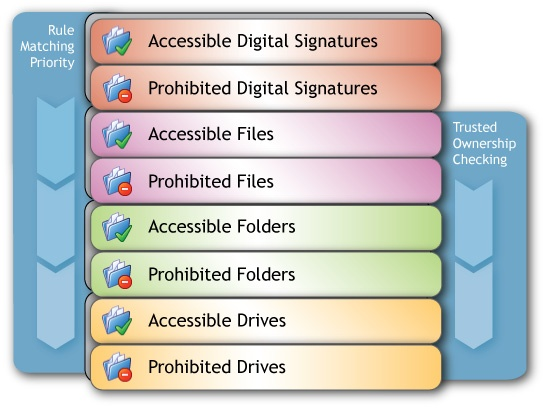 Rule
Matching
Priority
Accessible Digital Signatures
Prohibited Digital Signatures
Accessible Files
Trusted
Ownership
Checking
Prohibited Files
Accessible Folders
Prohibited Folders
Accessible Drives
Prohibited Drives